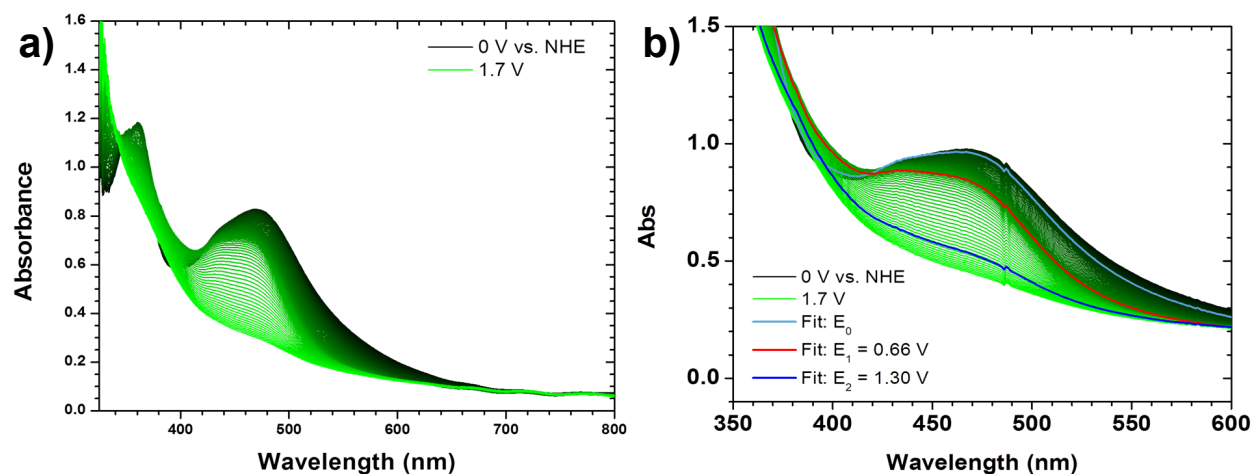 a)
0 V vs. NHE
1.7 V
1.6
1.4
1.2
1.0
0.8
0.6
0.4
0.2
0.0
Absorbance
400 500 600 700 800
Wavelength (nm)
b)
1.5
1.0
0.5
0.0
Abs
0 V vs. NHE
1.7 V
Fit: E0
Fit: E1 = 0.66 V
Fit: E2 = 1.30 V
350 400 450 500 550 600
Wavelength (nm)